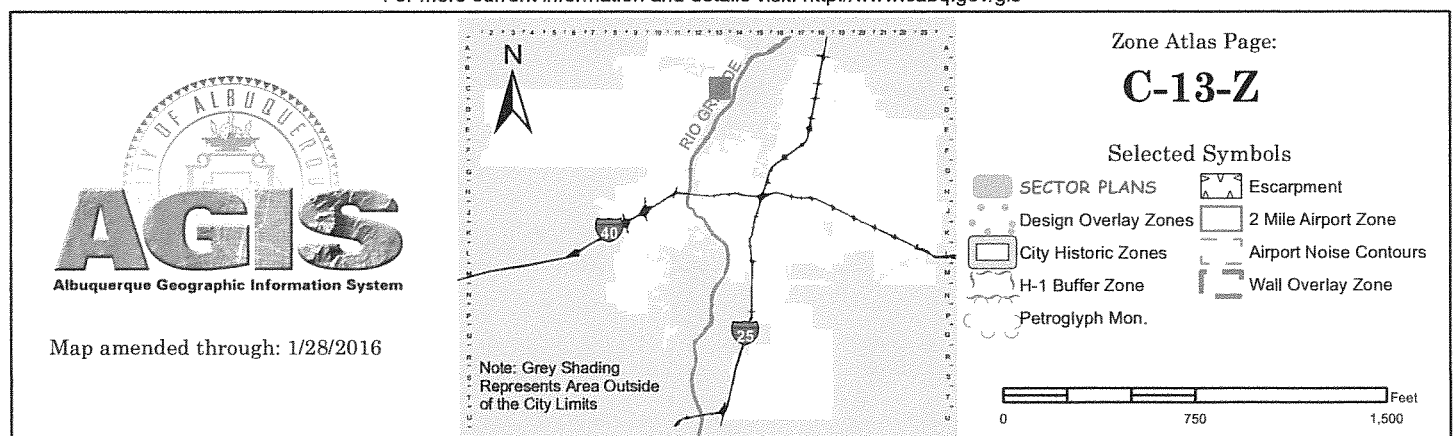 For more current information and details visit: http://www.cabq.gov/gis
CITY OF ALBUQUERQUE
AGIS
Albuquerque Geographic Information System
Map amended through: 1/28/2016
N
RIO GRANDE
40
25
Note: Grey Shading
Represents Area Outside
of the City Limits
Zone Atlas Page:
C-13-Z
Selected Symbols
SECTOR PLANS
Design Overlay Zones
City Historic Zones
H-1 Buffer Zone
Petroglyph Mon.
Escarpment
2 Mile Airport Zone
Airport Noise Contours
Wall Overlay Zone
Feet
0 750 1,500